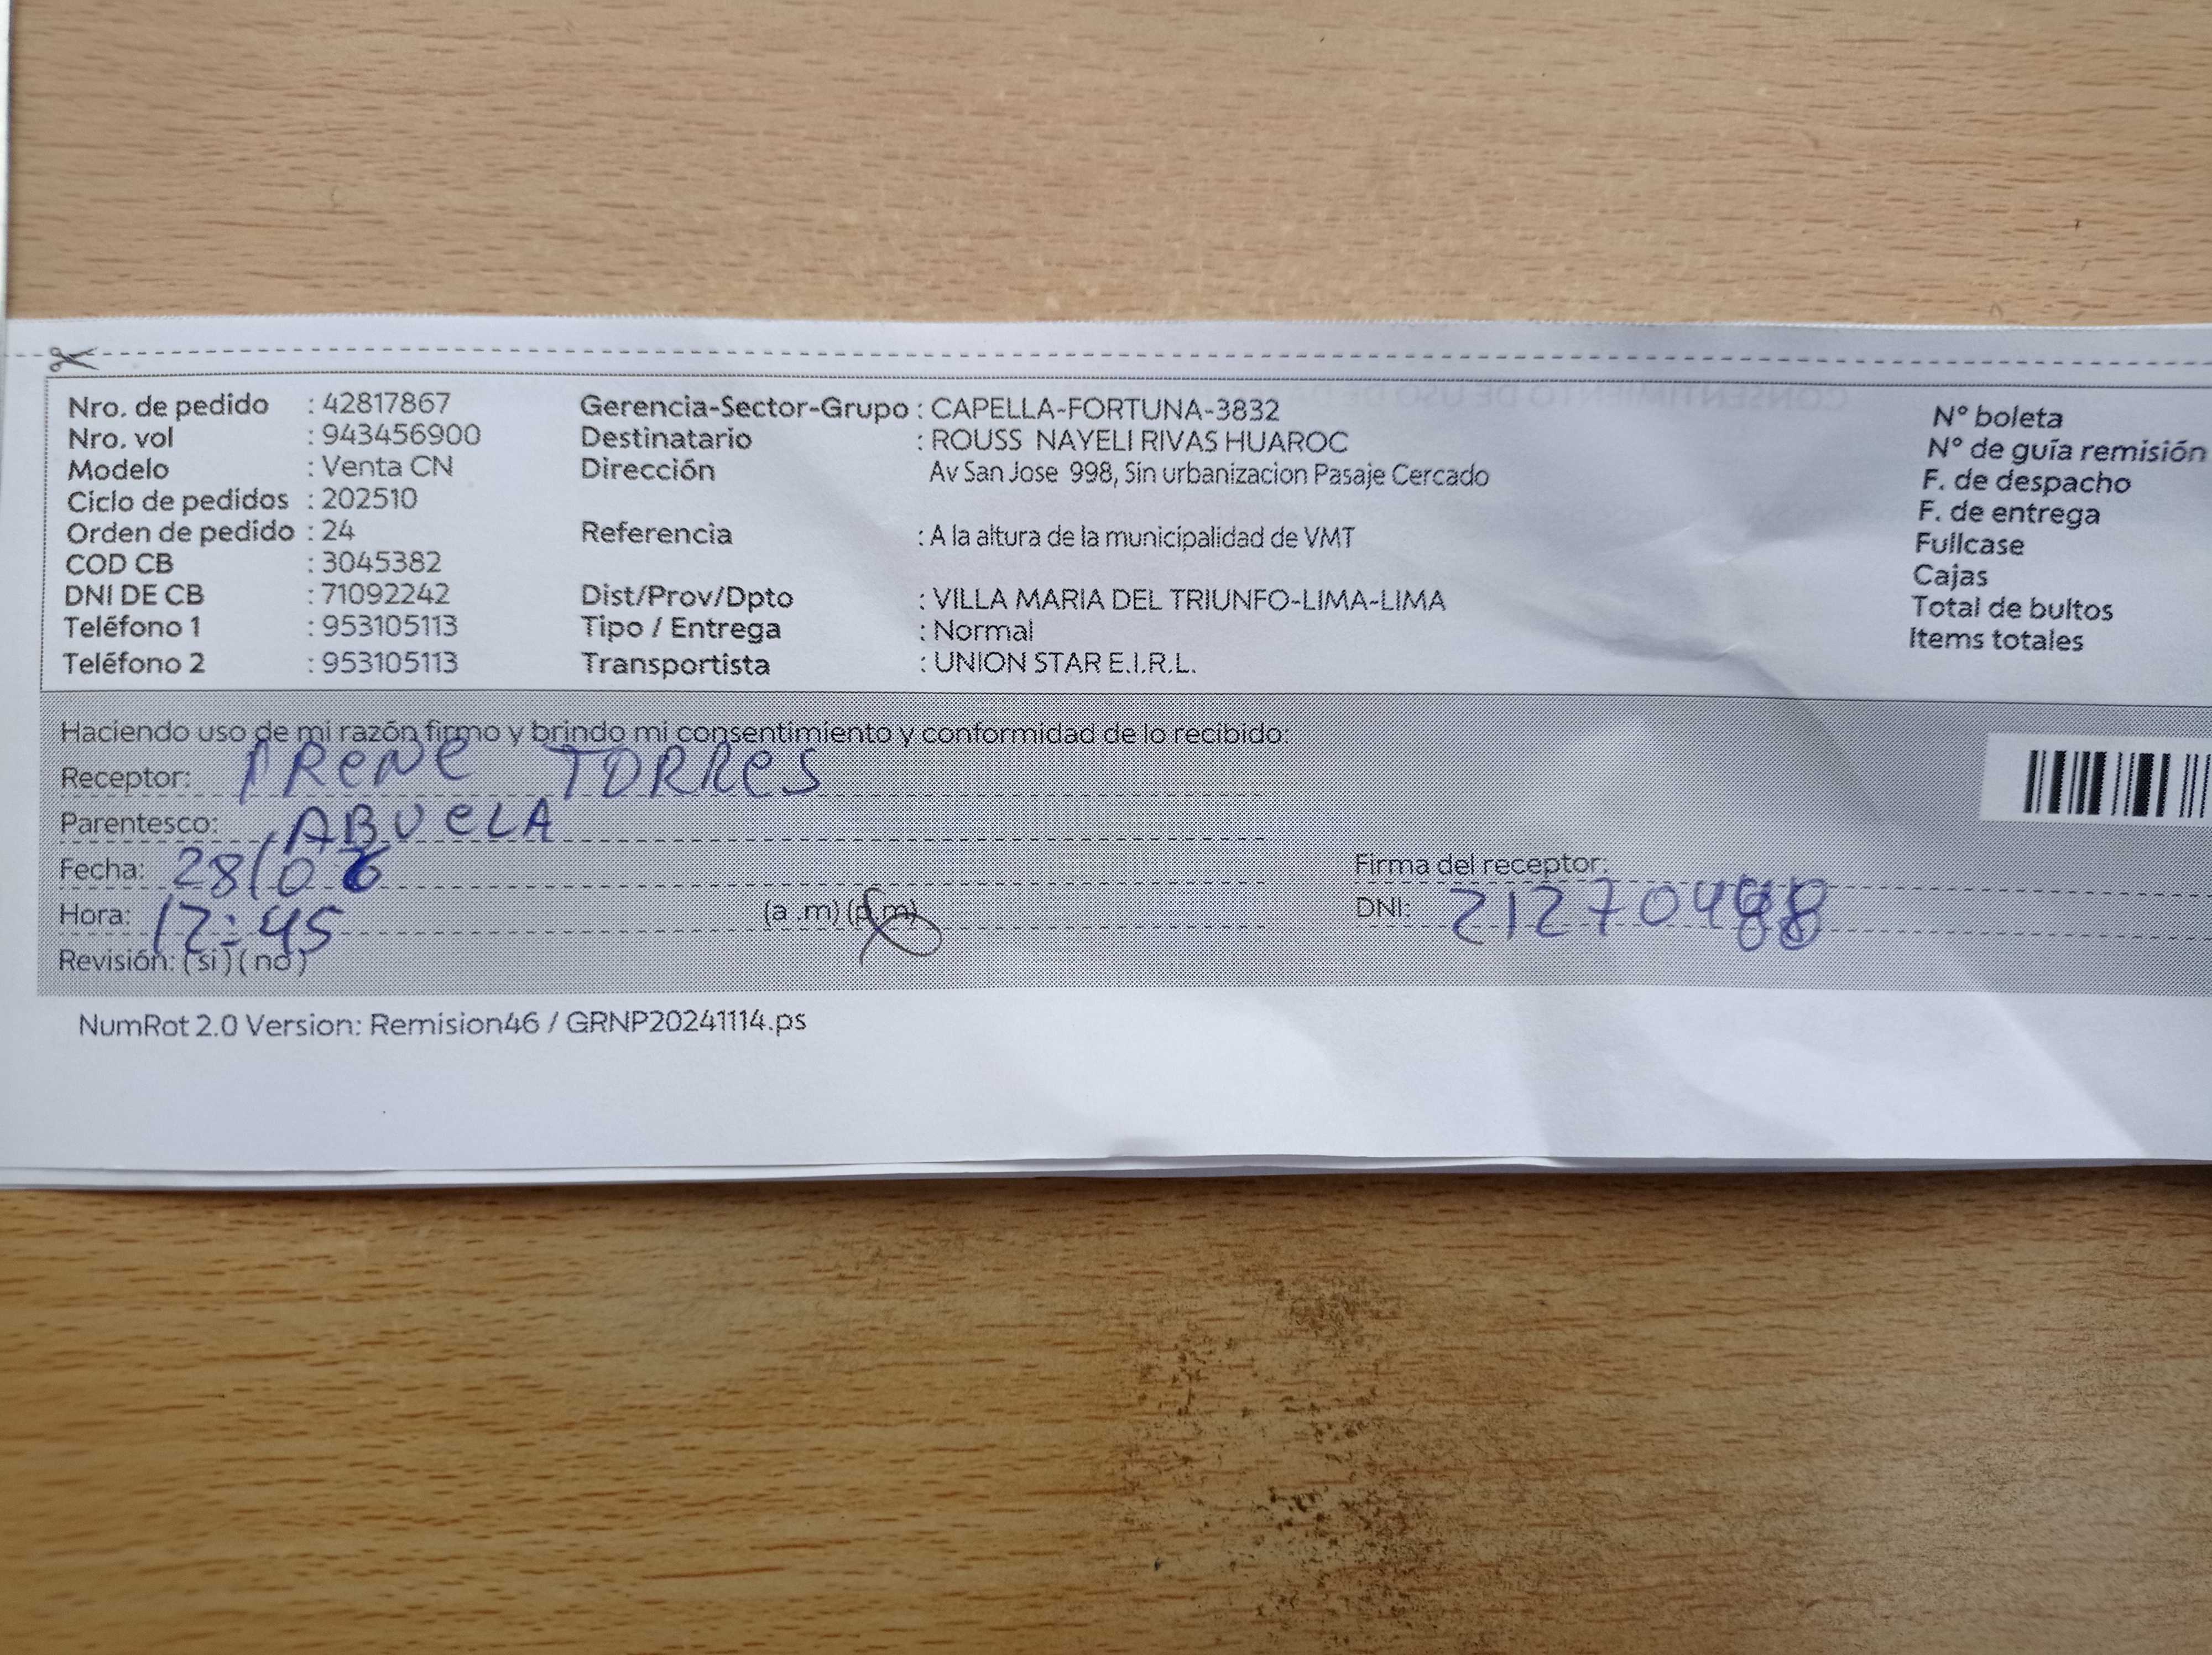 Nro. de pedido : 42817867 Gerencia-Sector-Grupo : CAPELLA-FORTUNA-3832 N° boleta
Nro. vol : 943456900 Destinatario : ROUSS NAYELI RIVAS HUAROC N° de guía remisión
Modelo : Venta CN Dirección Av San Jose 998, Sin urbanizacion Pasaje Cercado F. de despacho
Ciclo de pedidos : 202510 F. de entrega
Orden de pedido : 24 Referencia : A la altura de la municipalidad de VMT Fullcase
COD CB : 3045382 Cajas
DNI DE CB : 71092242 Dist/Prov/Dpto : VILLA MARIA DEL TRIUNFO-LIMA-LIMA Total de bultos
Teléfono 1 : 953105113 Tipo / Entrega : Normal Items totales
Teléfono 2 : 953105113 Transportista : UNION STAR E.I.R.L.
Haciendo uso de mi razón firmo y brindo mi consentimiento y conformidad de lo recibido:
Receptor: IRENE TORRES
Parentesco: ABUELA
Fecha: 28/06 Firma del receptor:
Hora: 12:45 (a .m) (p.m) DNI:
Revisión: ( si ) ( no )
NumRot 2.0 Version: Remision46 / GRNP20241114.ps